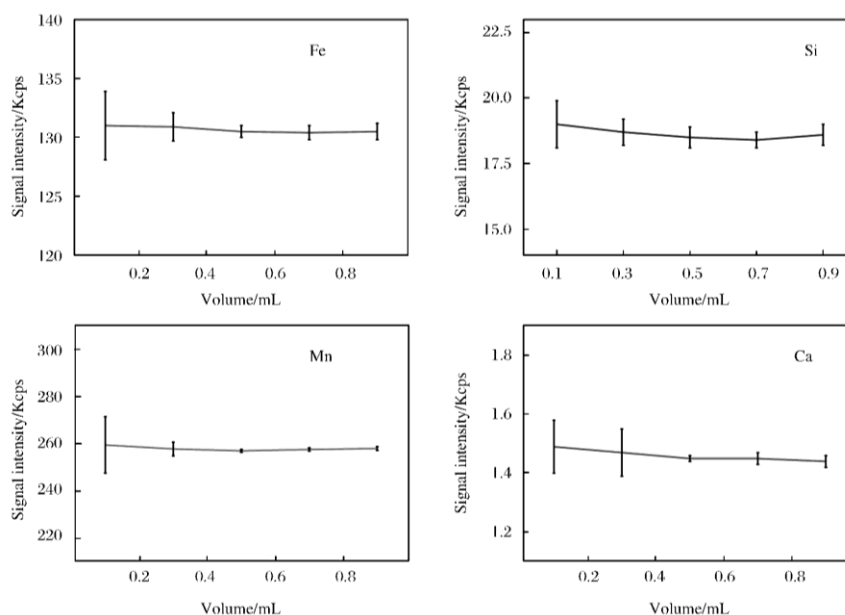 Fe
Signal intensity/Kcps
140
135
130
125
120
0.2 0.4 0.6 0.8
Volume/mL
Si
Signal intensity/Kcps
22.5
20.0
17.5
15.0
0.1 0.3 0.5 0.7 0.9
Volume/mL
Mn
Signal intensity/Kcps
300
280
260
240
220
0.2 0.4 0.6 0.8
Volume/mL
Ca
Signal intensity/Kcps
1.8
1.6
1.4
1.2
0.2 0.4 0.6 0.8
Volume/mL